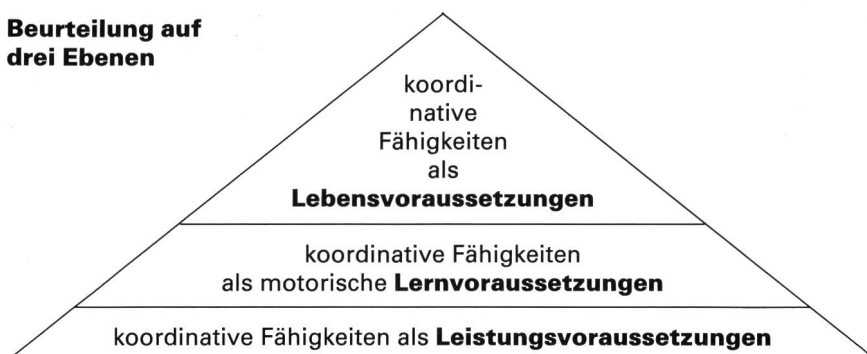 Beurteilung auf
drei Ebenen
koordi-
native
Fähigkeiten
als
Lebensvoraussetzungen
koordinative Fähigkeiten
als motorische Lernvoraussetzungen
koordinative Fähigkeiten als Leistungsvoraussetzungen